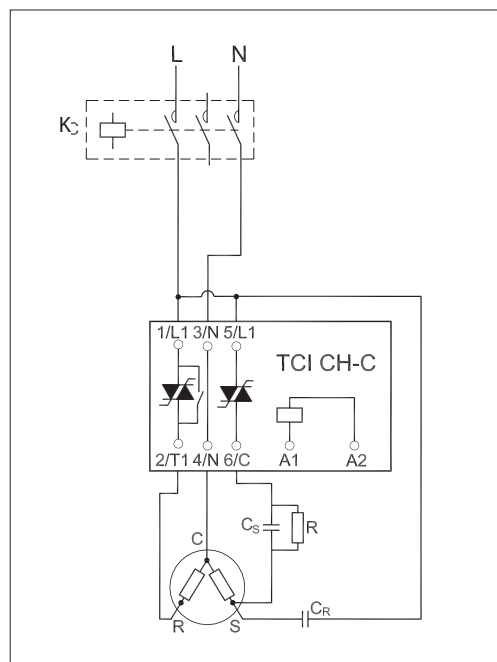 L N
K
1/L1 3/N 5/L1
TCI CH-C
2/T1 4/N 6/C A1 A2
CS R
C
R S CR